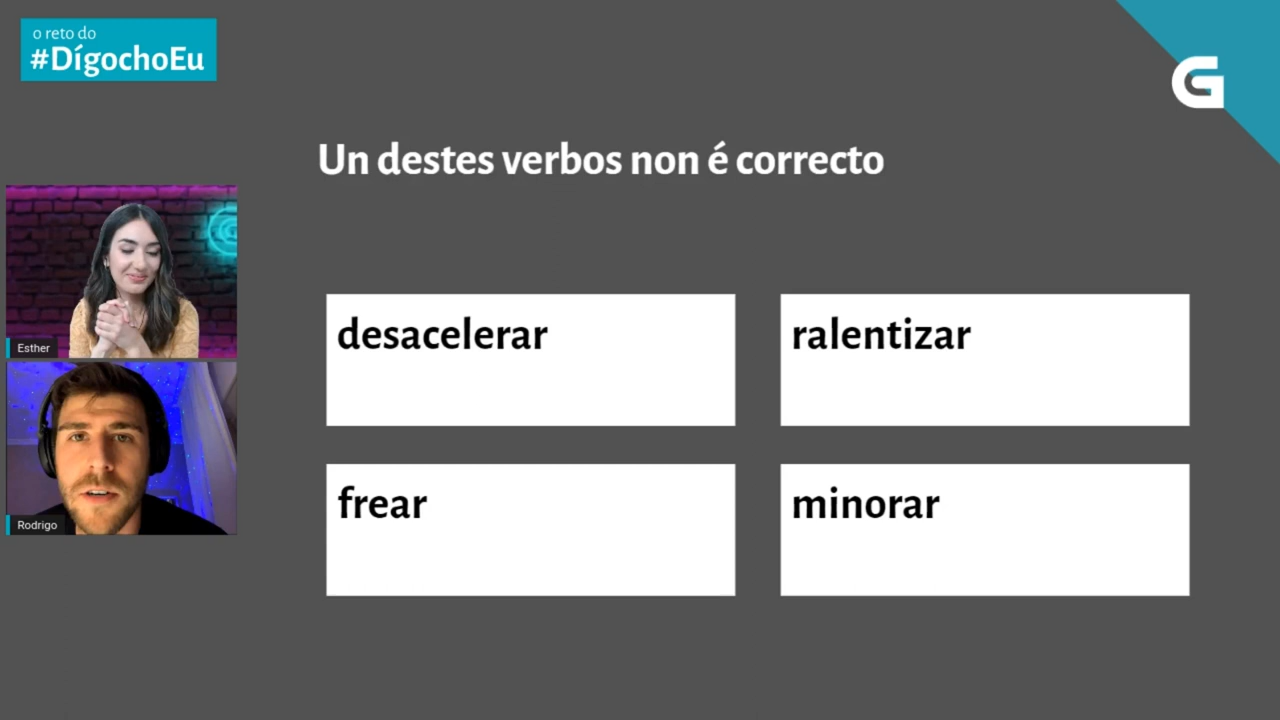 o reto do
#DígochoEu
Un destes verbos non é correcto
desacelerar
ralentizar
frear
minorar
Esther
Rodrigo